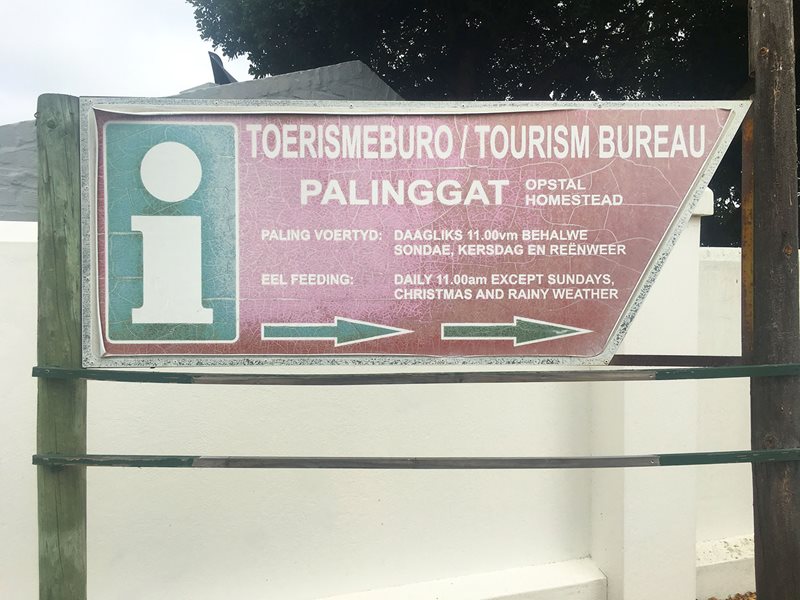 i
TOERISMEBURO / TOURISM BUREAU
PALINGGAT OPSTAL HOMESTEAD
PALING VOERTYD: DAAGLIKS 11.00vm BEHALWE
SONDAE, KERSDAG EN REËNWEER
EEL FEEDING: DAILY 11.00am EXCEPT SUNDAYS,
CHRISTMAS AND RAINY WEATHER